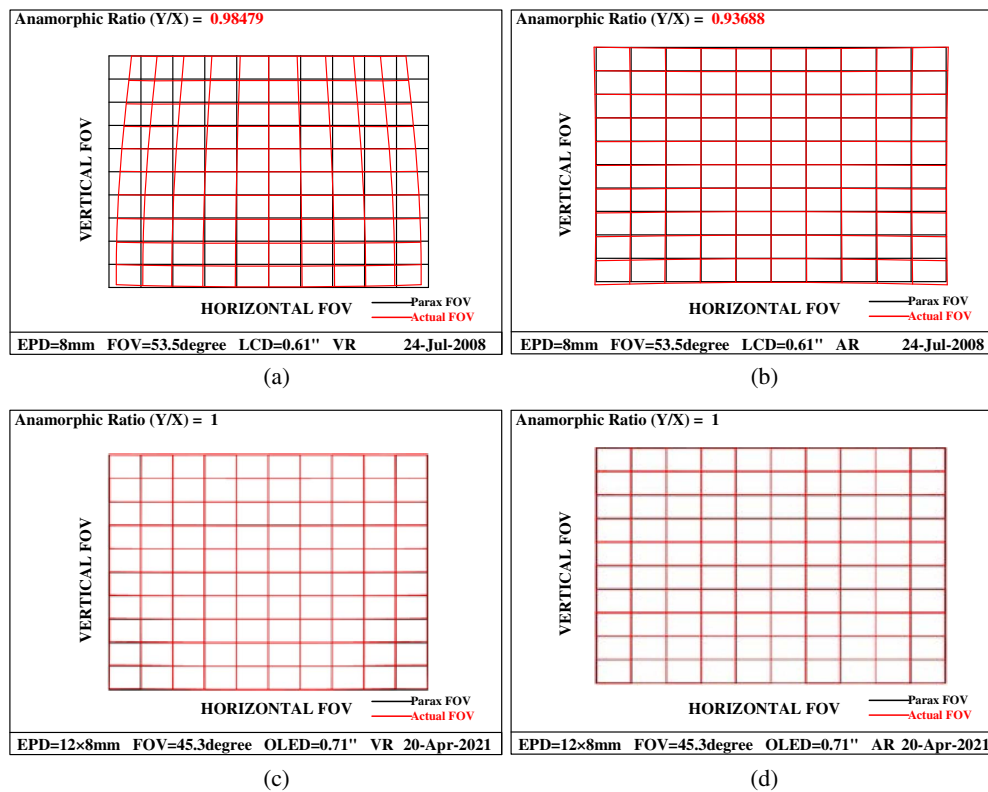 Anamorphic Ratio (Y/X) = 0.98479
VERTICAL FOV
HORIZONTAL FOV
Parax FOV
Actual FOV
EPD=8mm FOV=53.5degree LCD=0.61" VR 24-Jul-2008
(a)
Anamorphic Ratio (Y/X) = 0.93688
VERTICAL FOV
HORIZONTAL FOV
Parax FOV
Actual FOV
EPD=8mm FOV=53.5degree LCD=0.61" AR 24-Jul-2008
(b)
Anamorphic Ratio (Y/X) = 1
VERTICAL FOV
HORIZONTAL FOV
Parax FOV
Actual FOV
EPD=12×8mm FOV=45.3degree OLED=0.71" VR 20-Apr-2021
(c)
Anamorphic Ratio (Y/X) = 1
VERTICAL FOV
HORIZONTAL FOV
Parax FOV
Actual FOV
EPD=12×8mm FOV=45.3degree OLED=0.71" AR 20-Apr-2021
(d)